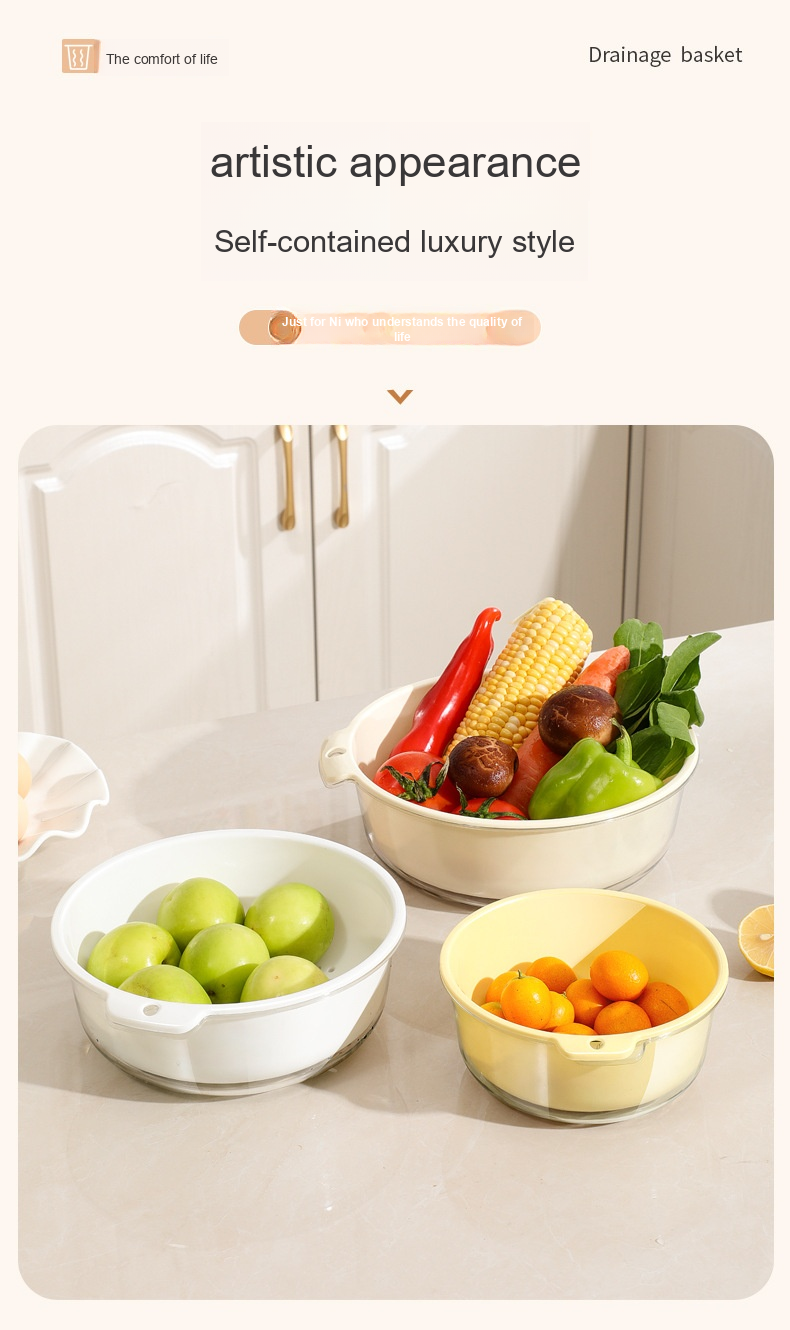 The comfort of life
Drainage basket
artistic appearance
Self-contained luxury style
Just for Ni who understands the quality of
life